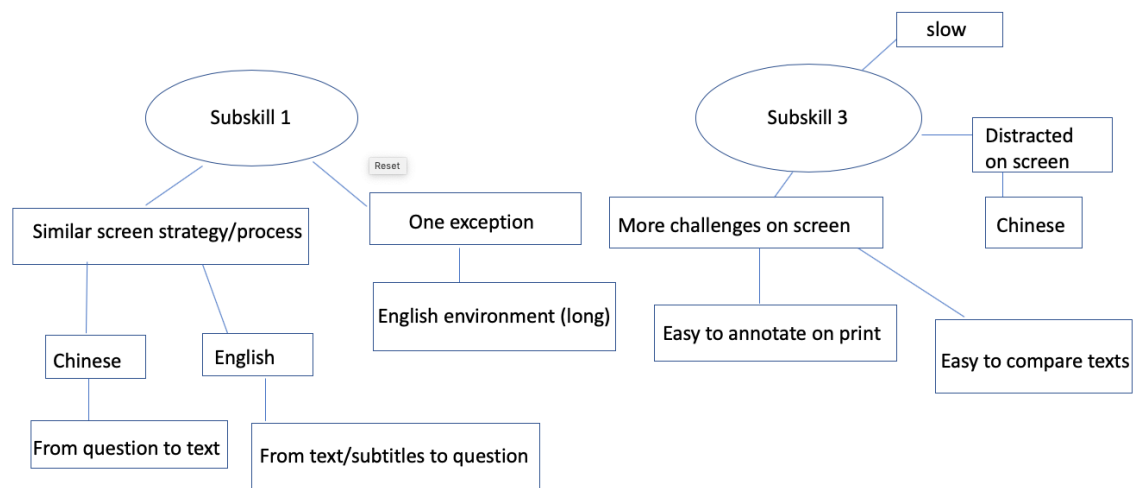 Subskill 1
Reset
Similar screen strategy/process
One exception
English environment (long)
Chinese
English
From question to text
From text/subtitles to question
slow
Subskill 3
Distracted
on screen
Chinese
More challenges on screen
Easy to annotate on print
Easy to compare texts